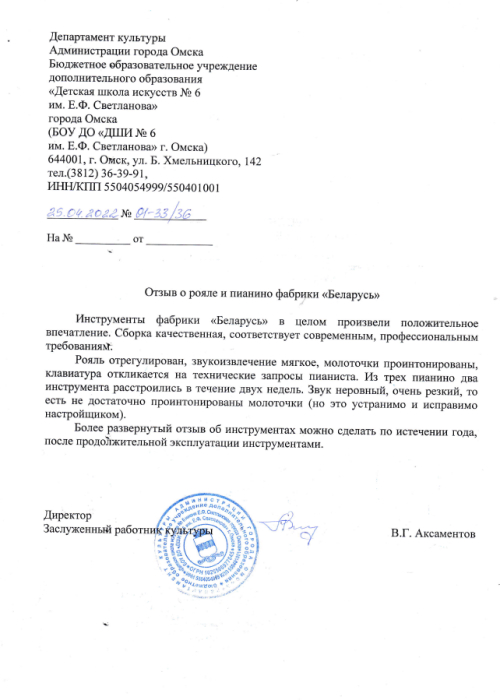 Департамент культуры
Администрации города Омска
Бюджетное образовательное учреждение
дополнительного образования
«Детская школа искусств № 6
им. Е.Ф. Светланова»
города Омска
(БОУ ДО «ДШИ № 6
им. Е.Ф. Светланова» г. Омска)
644001, г. Омск, ул. Б. Хмельницкого, 142
тел.(3812) 36-39-91,
ИНН/КПП 5504054999/550401001
25.04.2022 № 01-33/36
На № _________ от ___________
Отзыв о рояле и пианино фабрики «Беларусь»
Инструменты фабрики «Беларусь» в целом произвели положительное
впечатление. Сборка качественная, соответствует современным, профессиональным
требованиям.
Рояль отрегулирован, звукоизвлечение мягкое, молоточки проинтонированы,
клавиатура откликается на технические запросы пианиста. Из трех пианино два
инструмента расстроились в течение двух недель. Звук неровный, очень резкий, то
есть не достаточно проинтонированы молоточки (но это устранимо и исправимо
настройщиком).
Более развернутый отзыв об инструментах можно сделать по истечении года,
после продолжительной эксплуатации инструментами.
Директор
Заслуженный работник культуры
В.Г. Аксаментов